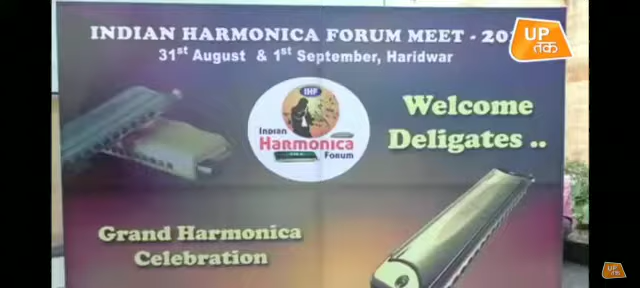 INDIAN HARMONICA FORUM MEET - 20
31st August & 1st September, Haridwar
UP
तक
Welcome
Deligates ..
IHF
INDIAN
HARMONICA
FORUM
Grand Harmonica
Celebration
UP
तक